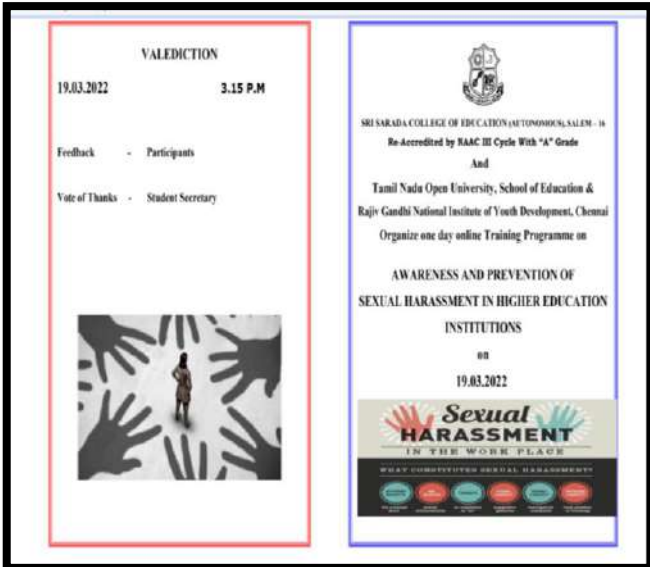 VALEDICTION
19.03.2022 3.15 P.M
Feedback - Participants
Vote of Thanks - Student Secretary
SRI SARADA COLLEGE OF EDUCATION (AUTONOMOUS), SALEM – 16
Re-Accredited by NAAC III Cycle With "A" Grade
And
Tamil Nadu Open University, School of Education &
Rajiv Gandhi National Institute of Youth Development, Chennai
Organize one day online Training Programme on
AWARENESS AND PREVENTION OF
SEXUAL HARASSMENT IN HIGHER EDUCATION
INSTITUTIONS
on
19.03.2022
Sexual
HARASSMENT
IN THE WORK PLACE
WHAT CONSTITUTES SEXUAL HARASSMENT?